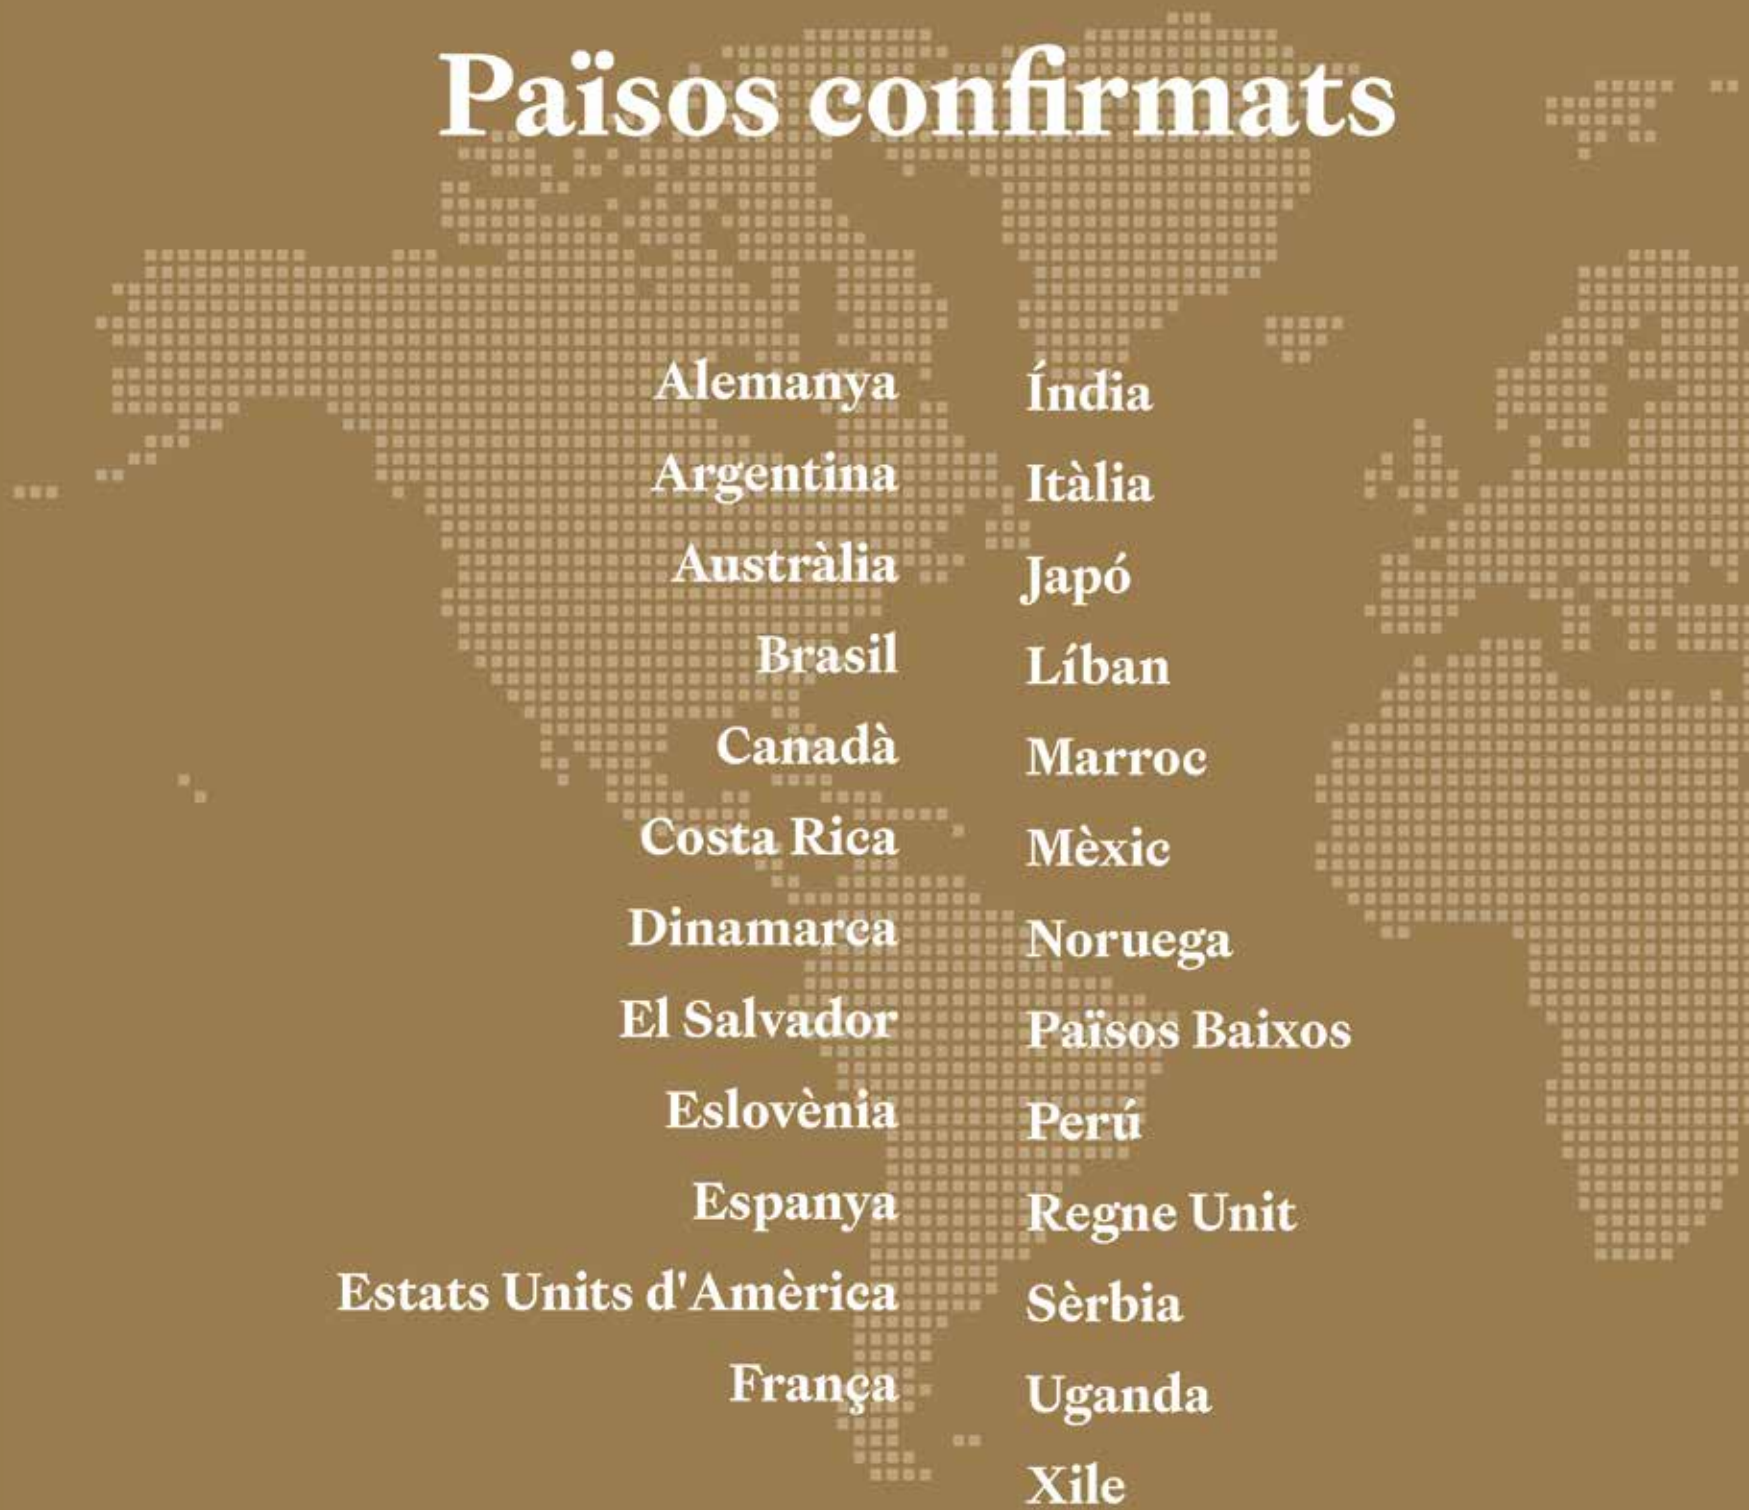 Països confirmats
Alemanya
Argentina
Austràlia
Brasil
Canadà
Costa Rica
Dinamarca
El Salvador
Eslovènia
Espanya
Estats Units d'Amèrica
França
Índia
Itàlia
Japó
Líban
Marroc
Mèxic
Noruega
Països Baixos
Perú
Regne Unit
Sèrbia
Uganda
Xile